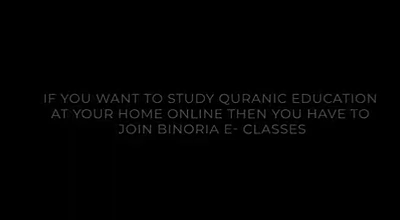 IF YOU WANT TO STUDY QURANIC EDUCATION
AT YOUR HOME ONLINE THEN YOU HAVE TO
JOIN BINORIA E- CLASSES